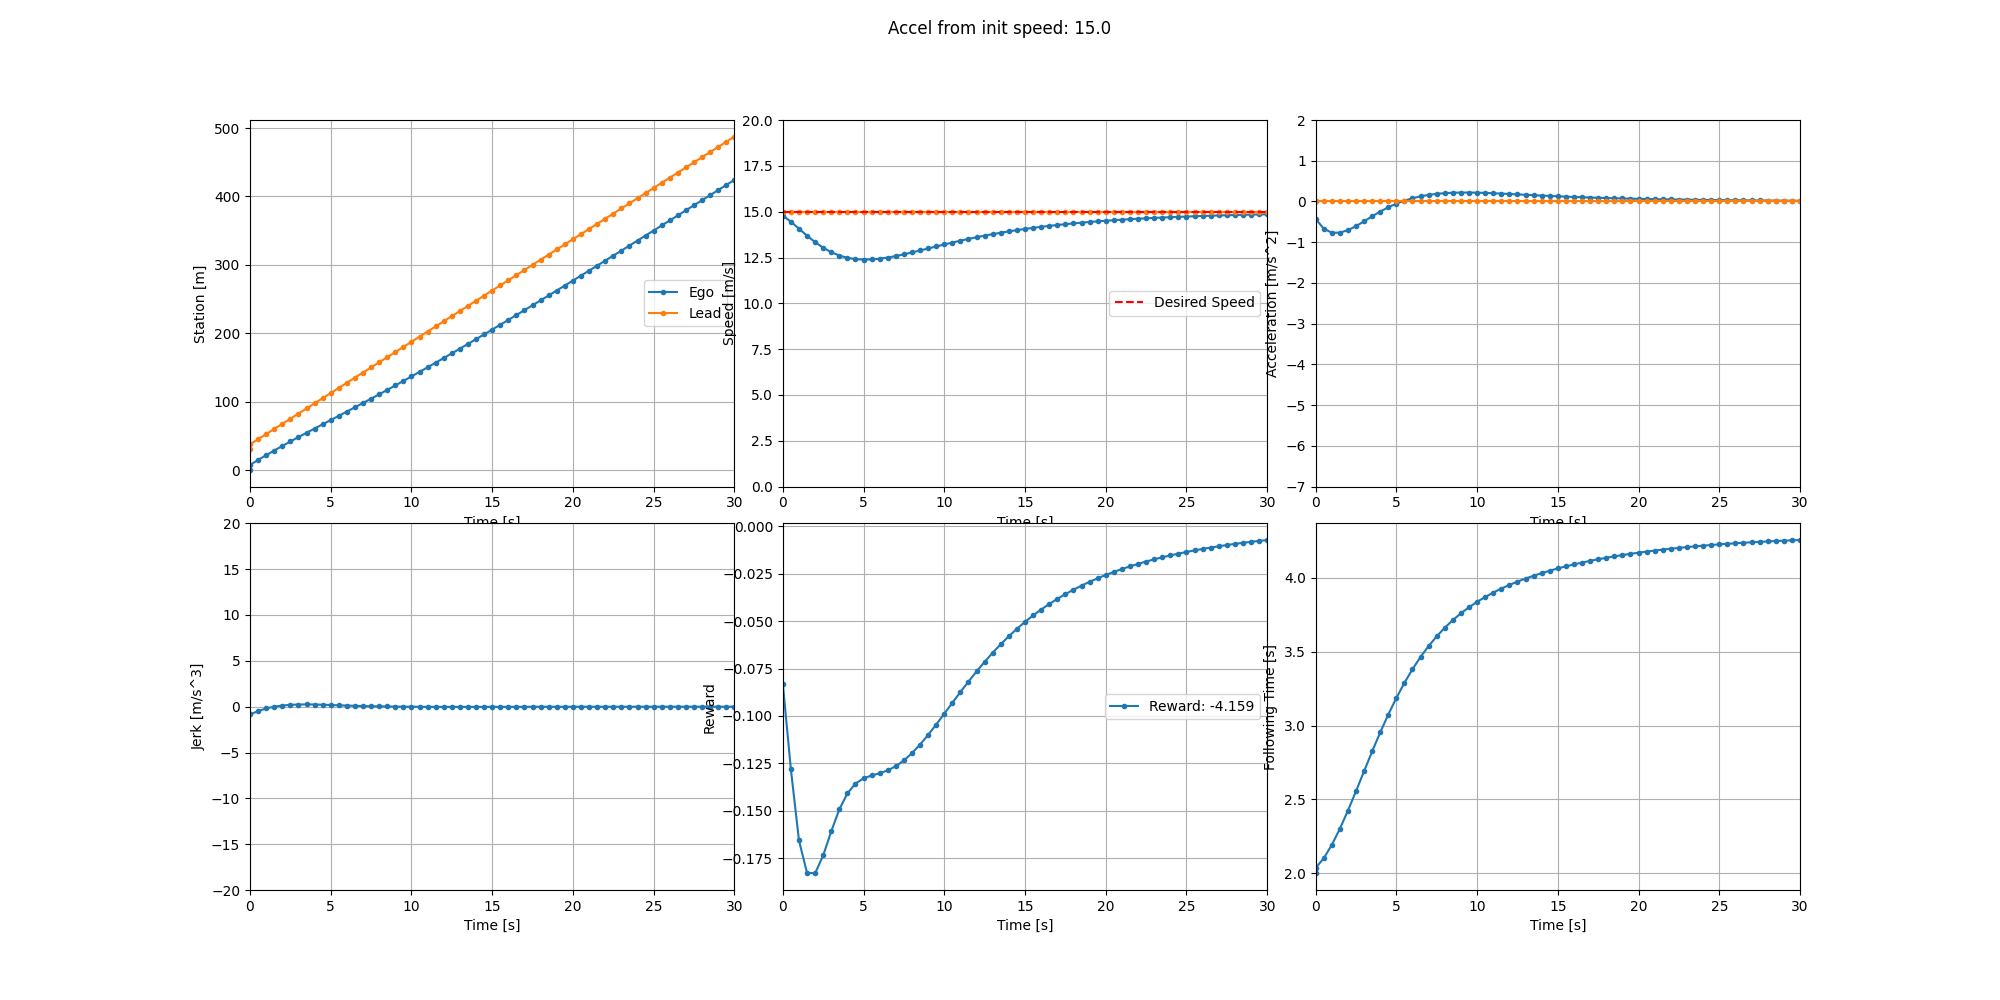 Accel from init speed: 15.0
Station [m]
500
400
300
200
100
0
Ego
Lead
0 5 10 15 20 25 30
Time [s]
Speed [m/s]
20.0
17.5
15.0
12.5
10.0
7.5
5.0
2.5
0.0
Desired Speed
0 5 10 15 20 25 30
Time [s]
Acceleration [m/s^2]
2
1
0
−1
−2
−3
−4
−5
−6
−7
0 5 10 15 20 25 30
Time [s]
Jerk [m/s^3]
20
15
10
5
0
−5
−10
−15
−20
0 5 10 15 20 25 30
Time [s]
Reward
0.000
−0.025
−0.050
−0.075
−0.100
−0.125
−0.150
−0.175
Reward: -4.159
0 5 10 15 20 25 30
Time [s]
Following Time [s]
4.0
3.5
3.0
2.5
2.0
0 5 10 15 20 25 30
Time [s]